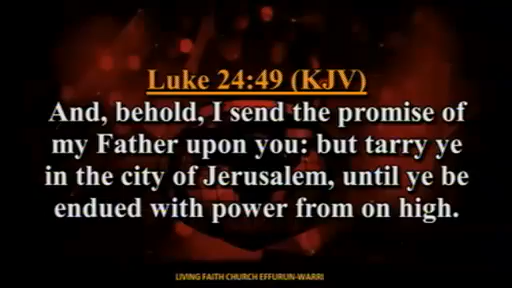 Luke 24:49 (KJV)
And, behold, I send the promise of
my Father upon you: but tarry ye
in the city of Jerusalem, until ye be
endued with power from on high.
LIVING FAITH CHURCH EFFURUN-WARRI